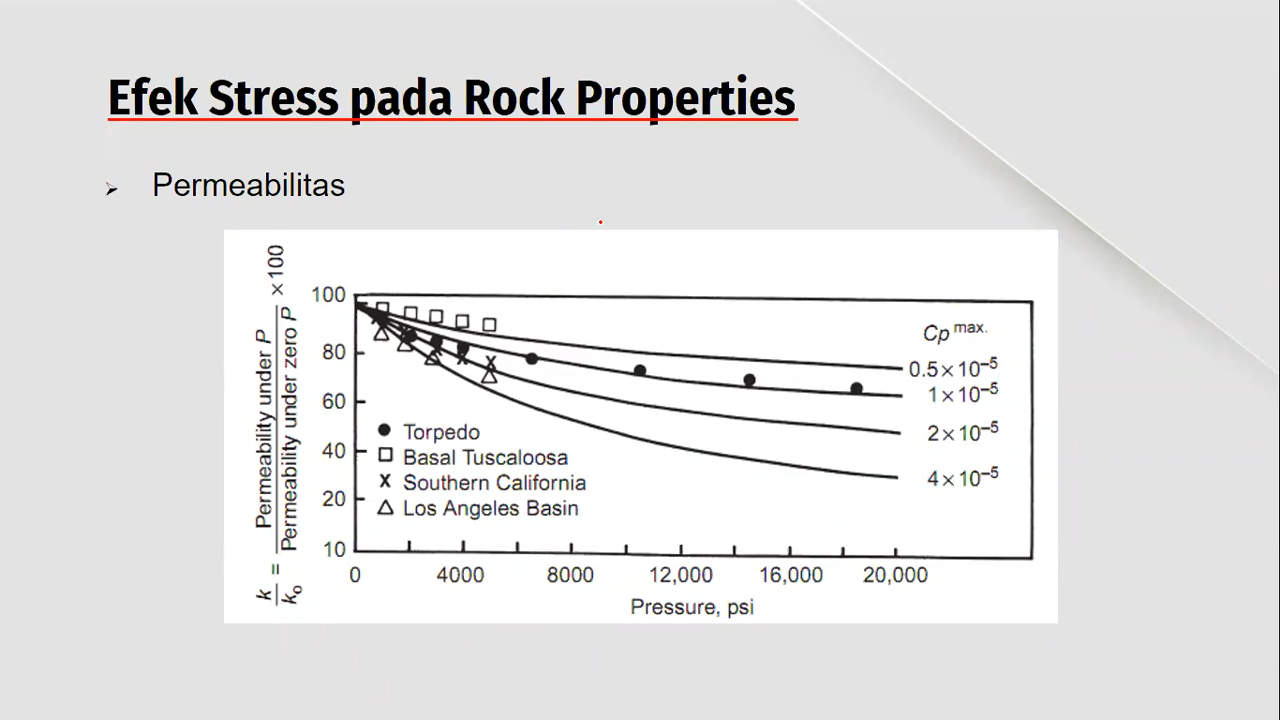 Efek Stress pada Rock Properties
➢ Permeabilitas
k/kₒ = Permeability under P / Permeability under zero P ×100
100
80
60
40
20
10
Torpedo
Basal Tuscaloosa
Southern California
Los Angeles Basin
Cp max.
0.5×10⁻⁵
1×10⁻⁵
2×10⁻⁵
4×10⁻⁵
0 4000 8000 12,000 16,000 20,000
Pressure, psi